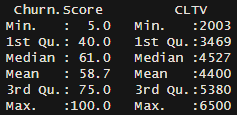 Churn.Score CLTV
Min. : 5.0 Min. :2003
1st Qu.: 40.0 1st Qu.:3469
Median : 61.0 Median :4527
Mean : 58.7 Mean :4400
3rd Qu.: 75.0 3rd Qu.:5380
Max. :100.0 Max. :6500